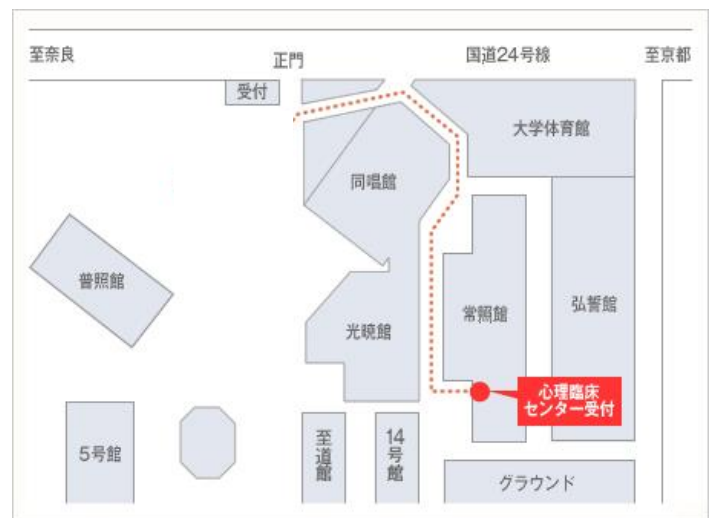 至奈良
正門
国道24号線
至京都
受付
大学体育館
同唱館
普照館
光暁館
常照館
弘誓館
心理臨床
センター受付
5号館
至道館
14号館
グラウンド